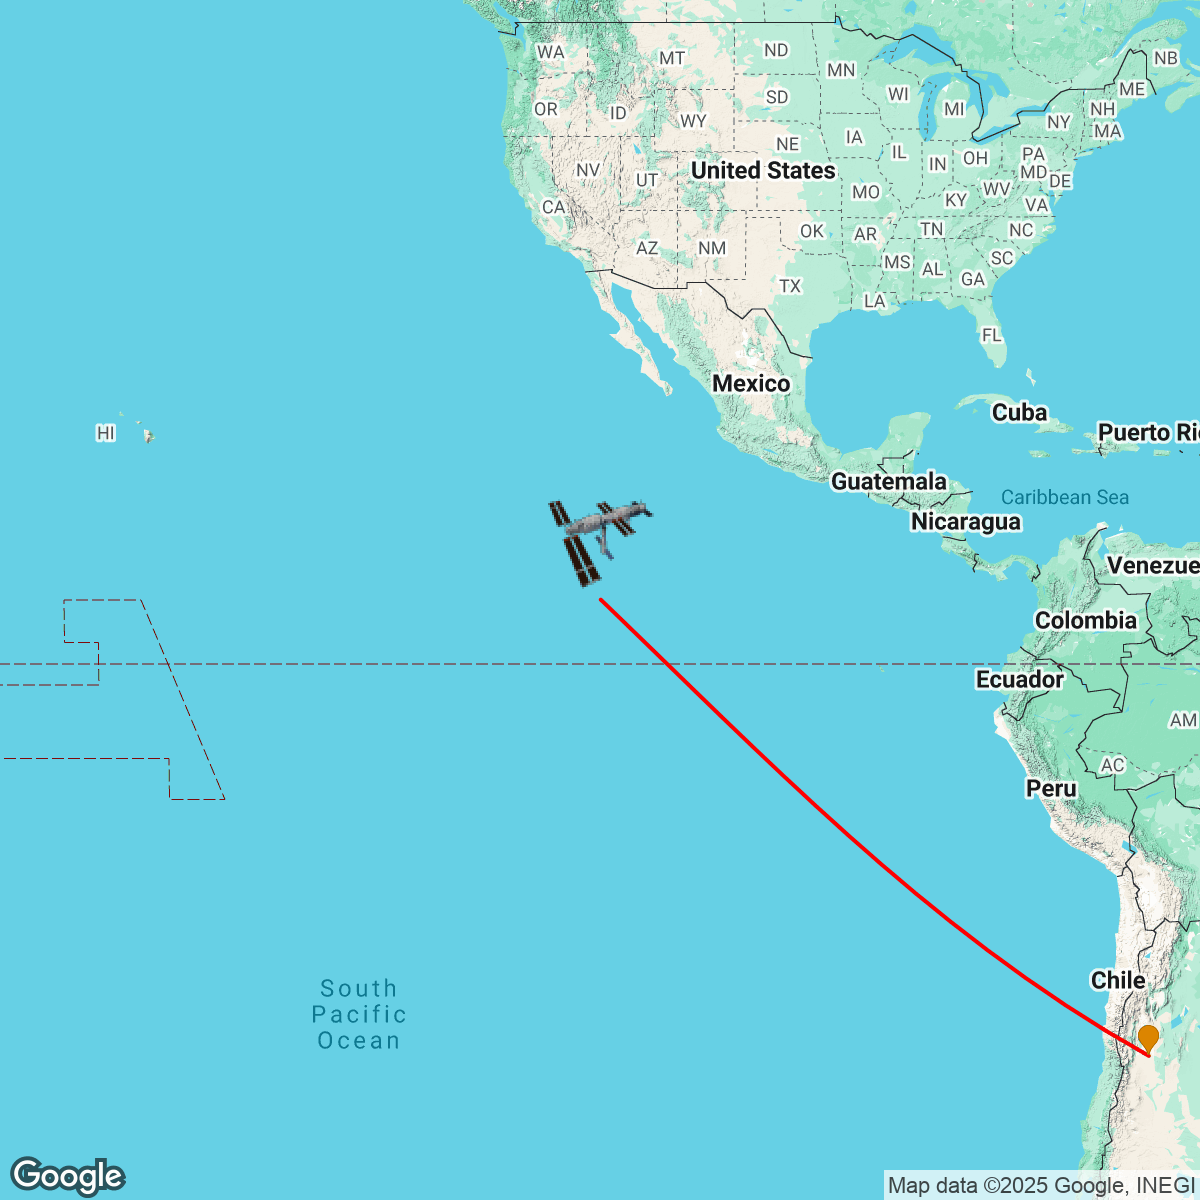 WA
MT
ND
MN
NB
ME
OR
ID
SD
WI
MI
NH
WY
NY
MA
NE
IA
IL
IN
OH
PA
NV
UT
United States
MD
DE
MO
KY
WV
VA
CA
OK
AR
TN
NC
AZ
NM
MS
AL
SC
TX
GA
LA
FL
Mexico
Cuba
HI
Puerto Ri
Guatemala
Caribbean Sea
Nicaragua
Venezue
Colombia
Ecuador
AM
AC
Peru
Chile
South
Pacific
Ocean
Google
Map data ©2025 Google, INEGI